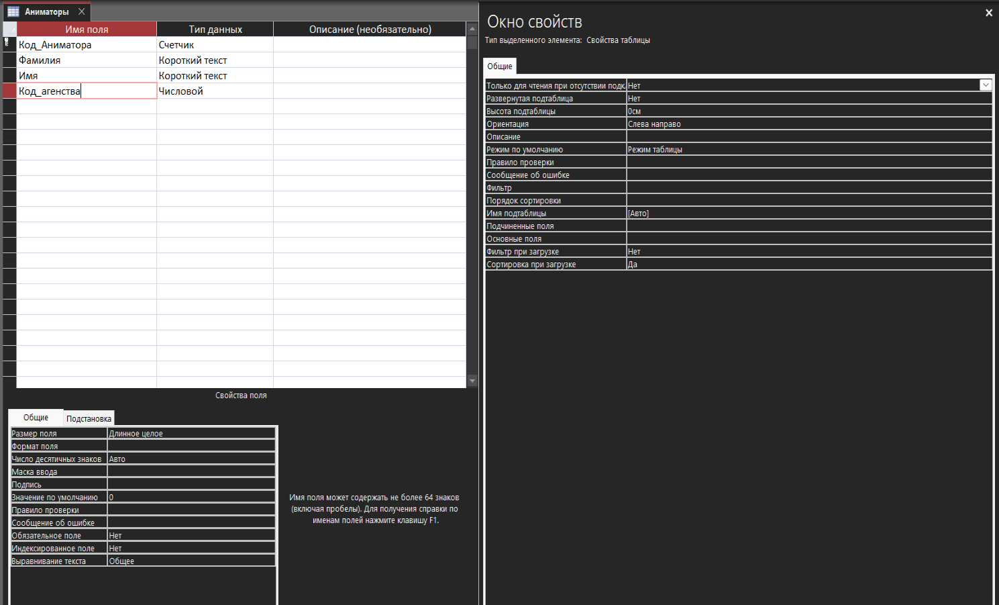 Аниматоры
Имя поля Тип данных Описание (необязательно)
Код_Аниматора Счетчик
Фамилия Короткий текст
Имя Короткий текст
Код_агенства Числовой
Свойства поля
Общие Подстановка
Размер поля Длинное целое
Формат поля
Число десятичных знаков Авто
Маска ввода
Подпись
Значение по умолчанию 0
Правило проверки
Сообщение об ошибке
Обязательное поле Нет
Индексированное поле Нет
Выравнивание текста Общее
Имя поля может содержать не более 64 знаков
(включая пробелы). Для получения справки по
именам полей нажмите клавишу F1.
Окно свойств
Тип выделенного элемента: Свойства таблицы
Общие
Только для чтения при отсутствии подк Нет
Развернутая подтаблица Нет
Высота подтаблицы 0см
Ориентация Слева направо
Описание
Режим по умолчанию Режим таблицы
Правило проверки
Сообщение об ошибке
Фильтр
Порядок сортировки
Имя подтаблицы [Авто]
Подчиненные поля
Основные поля
Фильтр при загрузке Нет
Сортировка при загрузке Да